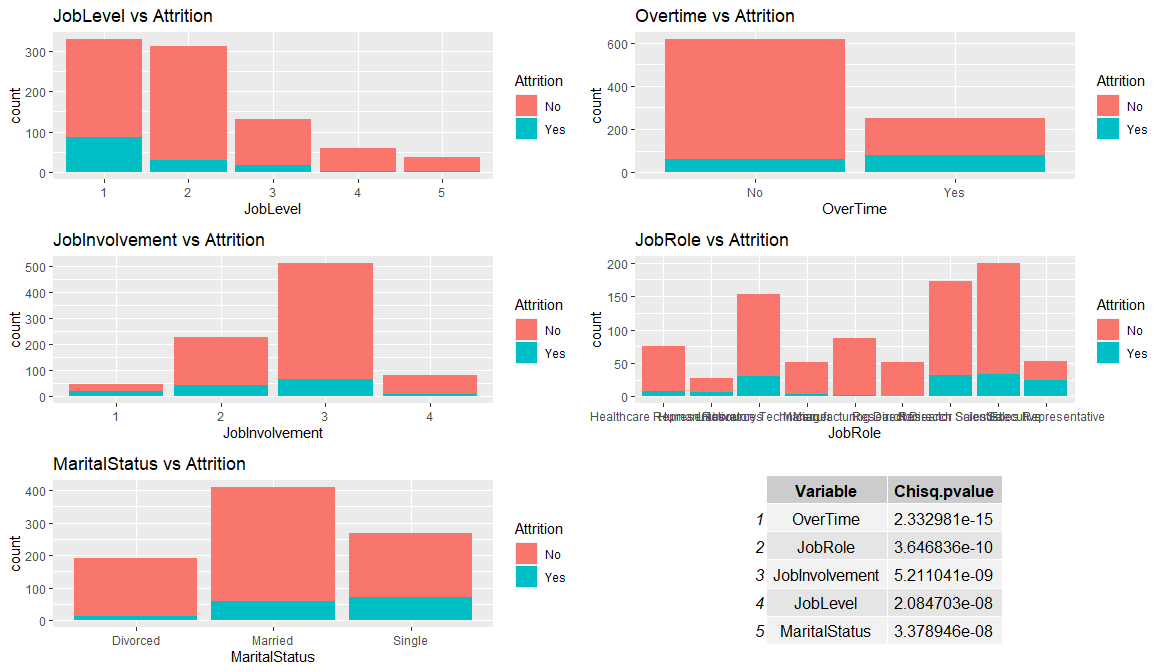 JobLevel vs Attrition
count
300
200
100
0
1 2 3 4 5
JobLevel
Attrition
No
Yes
Overtime vs Attrition
count
600
400
200
0
No Yes
OverTime
Attrition
No
Yes
JobInvolvement vs Attrition
count
500
400
300
200
100
0
1 2 3 4
JobInvolvement
Attrition
No
Yes
JobRole vs Attrition
count
200
150
100
50
0
Healthcare Technician Representative
JobRole
Attrition
No
Yes
MaritalStatus vs Attrition
count
400
300
200
100
0
Divorced Married Single
MaritalStatus
Attrition
No
Yes
Variable Chisq.pvalue
1 OverTime 2.332981e-15
2 JobRole 3.646836e-10
3 JobInvolvement 5.211041e-09
4 JobLevel 2.084703e-08
5 MaritalStatus 3.378946e-08